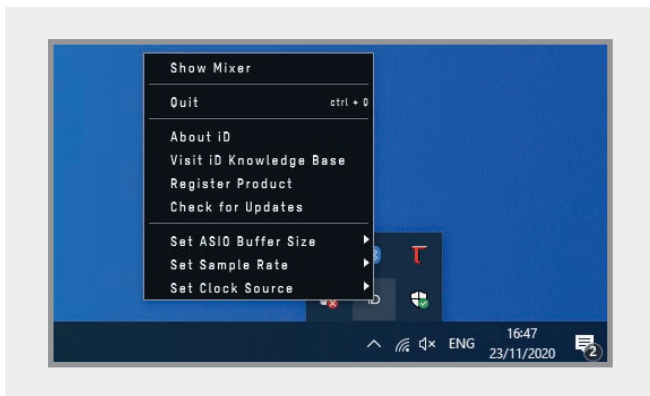 Show Mixer
Quit ctrl + Q
About iD
Visit iD Knowledge Base
Register Product
Check for Updates
Set ASIO Buffer Size
Set Sample Rate
Set Clock Source
iD
ENG
16:47
23/11/2020
2